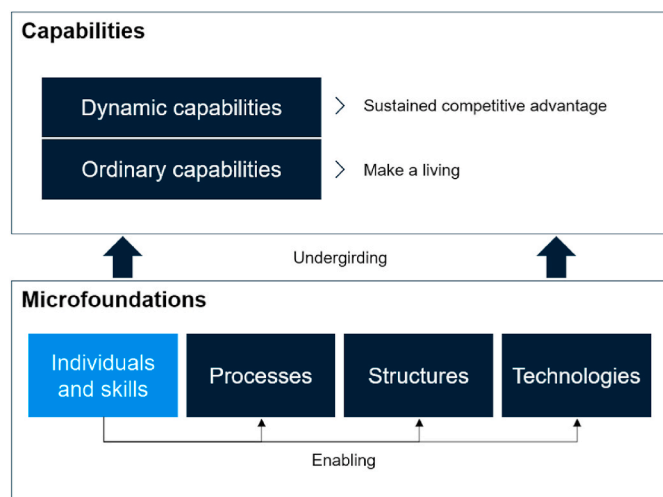 Capabilities
Dynamic capabilities
Sustained competitive advantage
Ordinary capabilities
Make a living
Undergirding
Microfoundations
Individuals
and skills
Processes
Structures
Technologies
Enabling